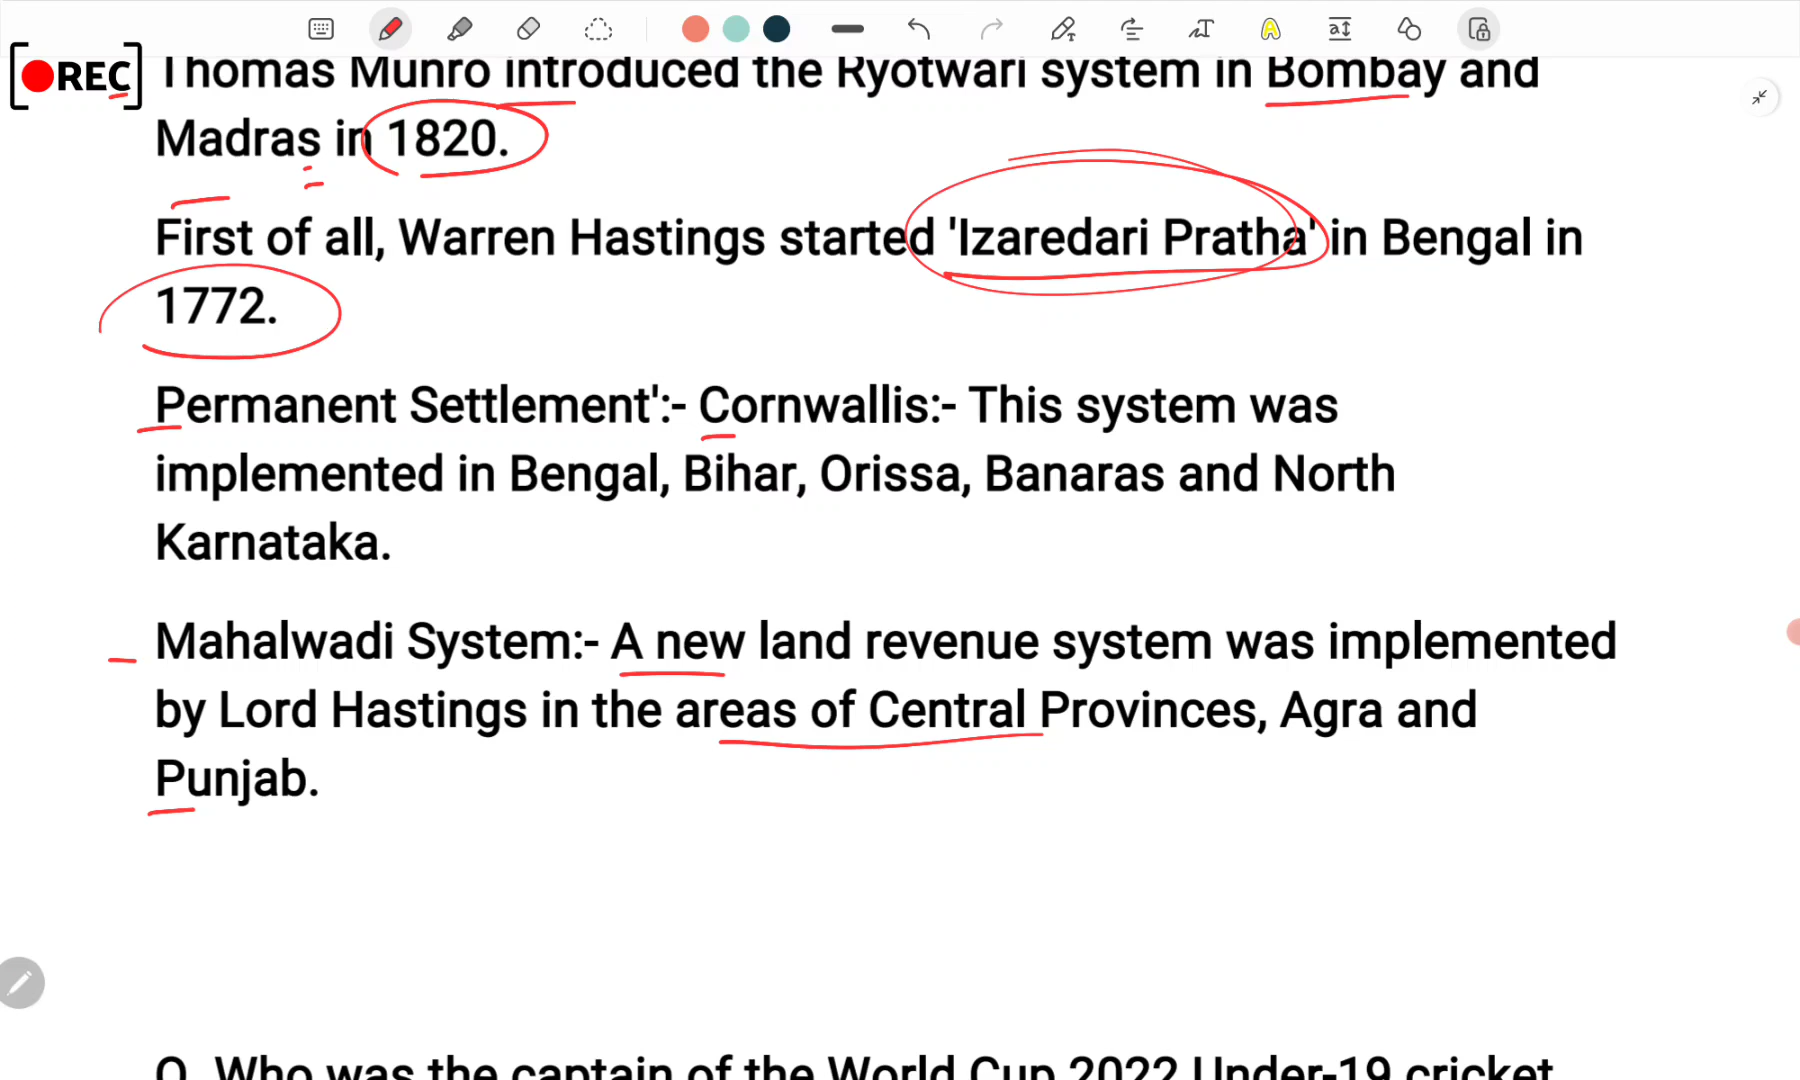 REC Thomas Munro introduced the Ryotwari system in Bombay and
Madras in 1820.
First of all, Warren Hastings started 'Izaredari Pratha' in Bengal in
1772.
Permanent Settlement':- Cornwallis:- This system was
implemented in Bengal, Bihar, Orissa, Banaras and North
Karnataka.
Mahalwadi System:- A new land revenue system was implemented
by Lord Hastings in the areas of Central Provinces, Agra and
Punjab.
Q. Who was the captain of the World Cup 2022 Under-19 cricket